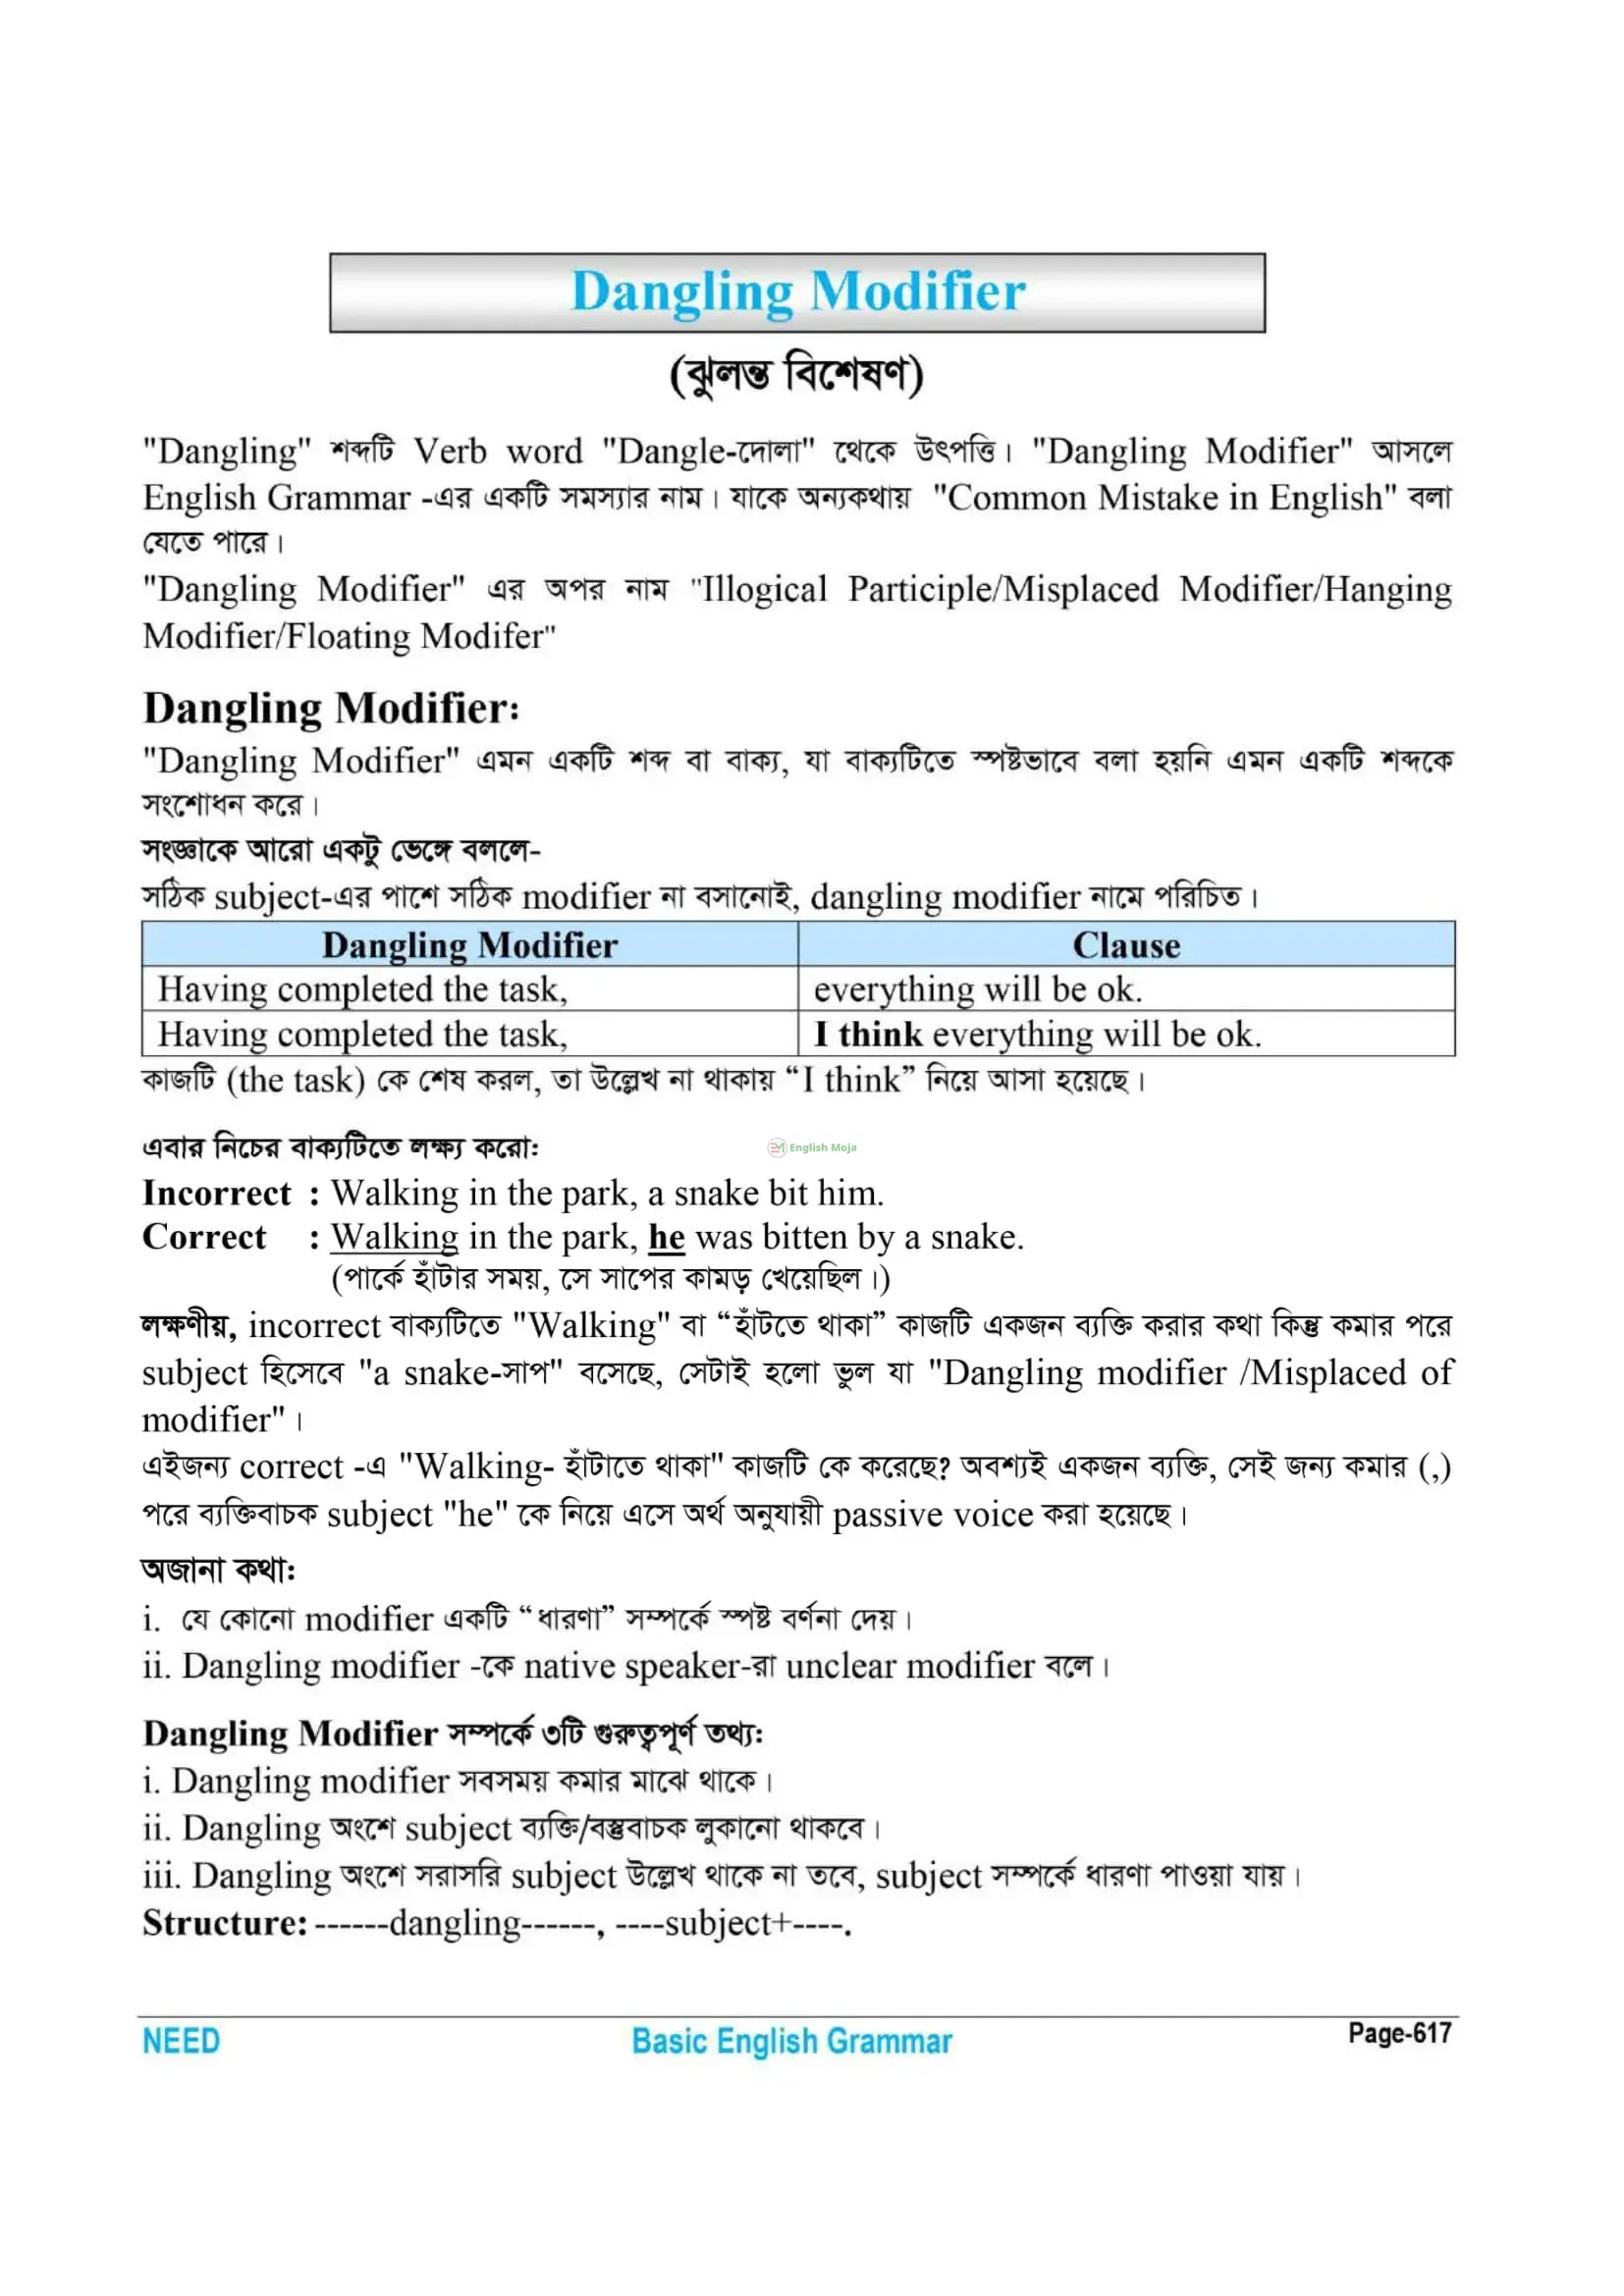 Dangling Modifier
(ঝুলন্ত বিশেষণ)
"Dangling" শব্দটি Verb word "Dangle-দোলা" থেকে উৎপত্তি। "Dangling Modifier" আসলে
English Grammar -এর একটি সমস্যার নাম। যাকে অন্যকথায় "Common Mistake in English" বলা
যেতে পারে।
"Dangling Modifier" এর অপর নাম "Illogical Participle/Misplaced Modifier/Hanging
Modifier/Floating Modifer"
Dangling Modifier:
"Dangling Modifier" এমন একটি শব্দ বা বাক্য, যা বাক্যটিতে স্পষ্টভাবে বলা হয়নি এমন একটি শব্দকে
সংশোধন করে।
সংজ্ঞাকে আরো একটু ভেঙ্গে বললে-
সঠিক subject-এর পাশে সঠিক modifier না বসানোই, dangling modifier নামে পরিচিত।
Dangling Modifier Clause
Having completed the task, everything will be ok.
Having completed the task, I think everything will be ok.
কাজটি (the task) কে শেষ করল, তা উল্লেখ না থাকায় “I think” নিয়ে আসা হয়েছে।
এবার নিচের বাক্যটিতে লক্ষ্য করো: EM English Moja
Incorrect : Walking in the park, a snake bit him.
Correct : Walking in the park, he was bitten by a snake.
(পার্কে হাঁটার সময়, সে সাপের কামড় খেয়েছিল।)
লক্ষণীয়, incorrect বাক্যটিতে "Walking" বা “হাঁটতে থাকা” কাজটি একজন ব্যক্তি করার কথা কিন্তু কমার পরে
subject হিসেবে "a snake-সাপ" বসেছে, সেটাই হলো ভুল যা "Dangling modifier /Misplaced of
modifier"।
এইজন্য correct -এ "Walking- হাঁটাতে থাকা" কাজটি কে করেছে? অবশ্যই একজন ব্যক্তি, সেই জন্য কমার (,)
পরে ব্যক্তিবাচক subject "he" কে নিয়ে এসে অর্থ অনুযায়ী passive voice করা হয়েছে।
অজানা কথা:
i. যে কোনো modifier একটি “ধারণা” সম্পর্কে স্পষ্ট বর্ণনা দেয়।
ii. Dangling modifier -কে native speaker-রা unclear modifier বলে।
Dangling Modifier সম্পর্কে ৩টি গুরুত্বপূর্ণ তথ্য:
i. Dangling modifier সবসময় কমার মাঝে থাকে।
ii. Dangling অংশে subject ব্যক্তি/বস্তুবাচক লুকানো থাকবে।
iii. Dangling অংশে সরাসরি subject উল্লেখ থাকে না তবে, subject সম্পর্কে ধারণা পাওয়া যায়।
Structure: ------dangling------, ----subject+----.
NEED Basic English Grammar Page-617